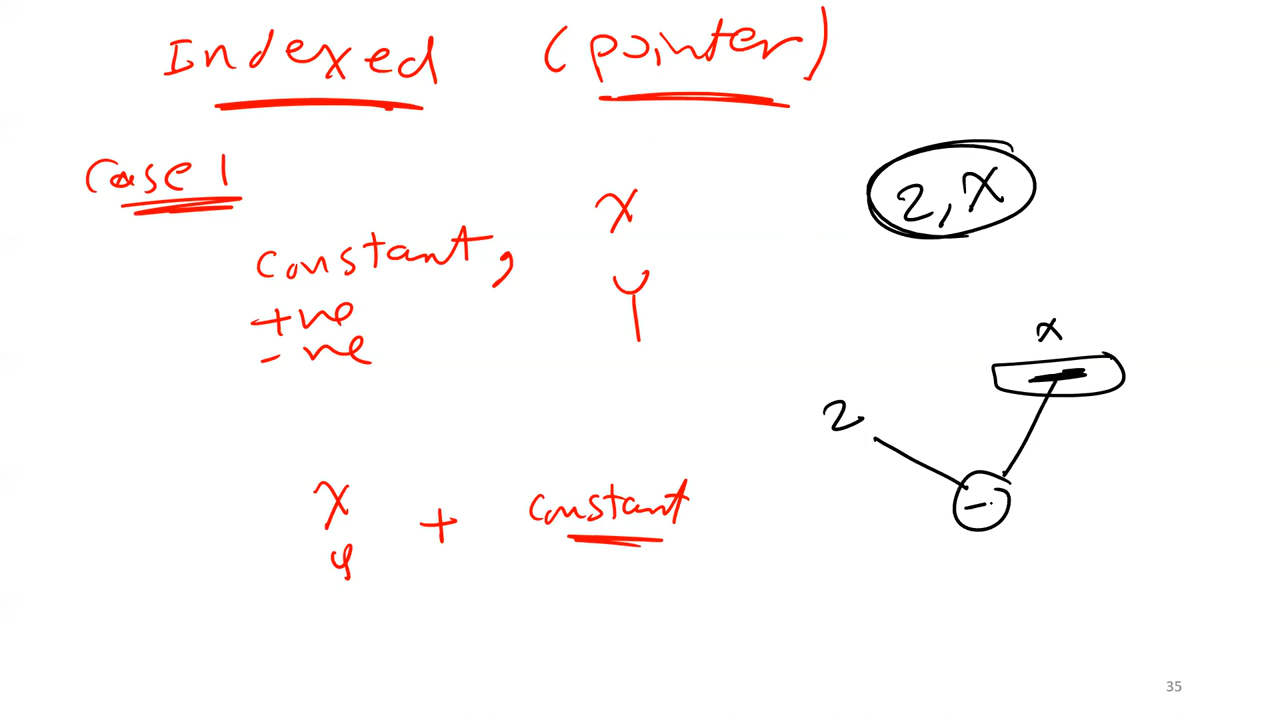 Indexed (pointer)
Case 1
constant, X
Y
+ve
-ve
2, X
X
2
X + constant
Y
35